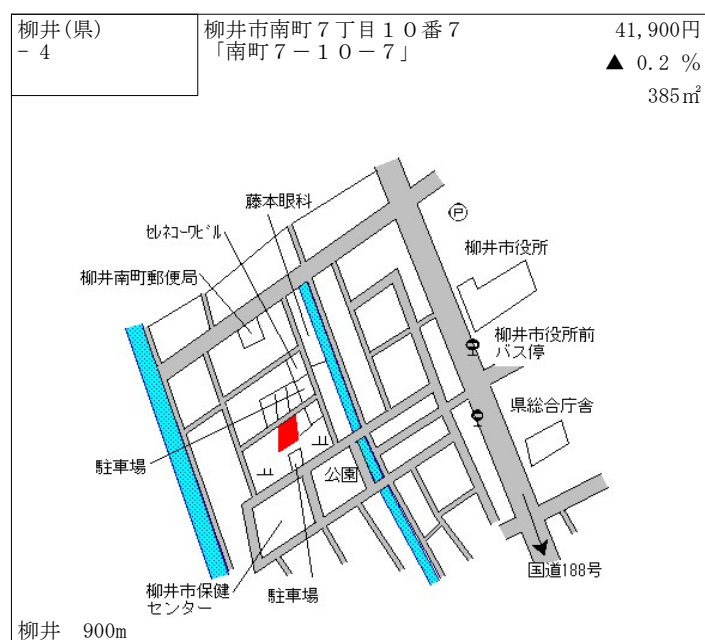 柳井(県)
－４
柳井市南町７丁目１０番７
「南町７－１０－７」
41,900円
▲ 0.2 %
385㎡
藤本眼科
ｾﾙﾈｺｰﾜﾋﾞﾙ
Ⓟ
柳井市役所
柳井南町郵便局
柳井市役所前
バス停
県総合庁舎
駐車場
公園
国道188号
柳井市保健
センター
駐車場
柳井　900m